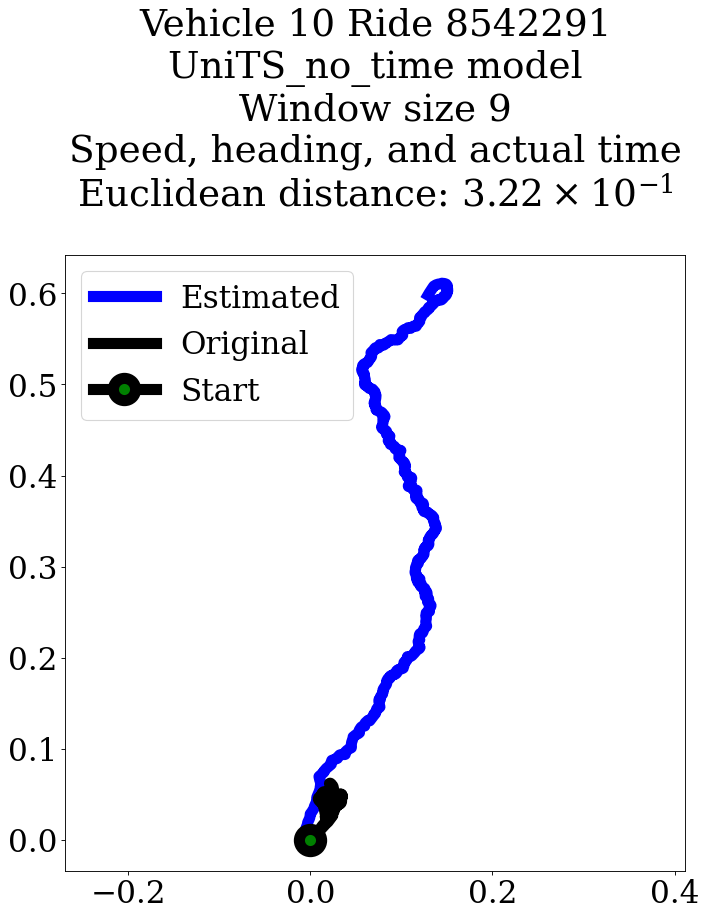 Vehicle 10 Ride 8542291
UniTS_no_time model
Window size 9
Speed, heading, and actual time
Euclidean distance: 3.22 × 10⁻¹
Estimated
Original
Start
0.6
0.5
0.4
0.3
0.2
0.1
0.0
−0.2 0.0 0.2 0.4